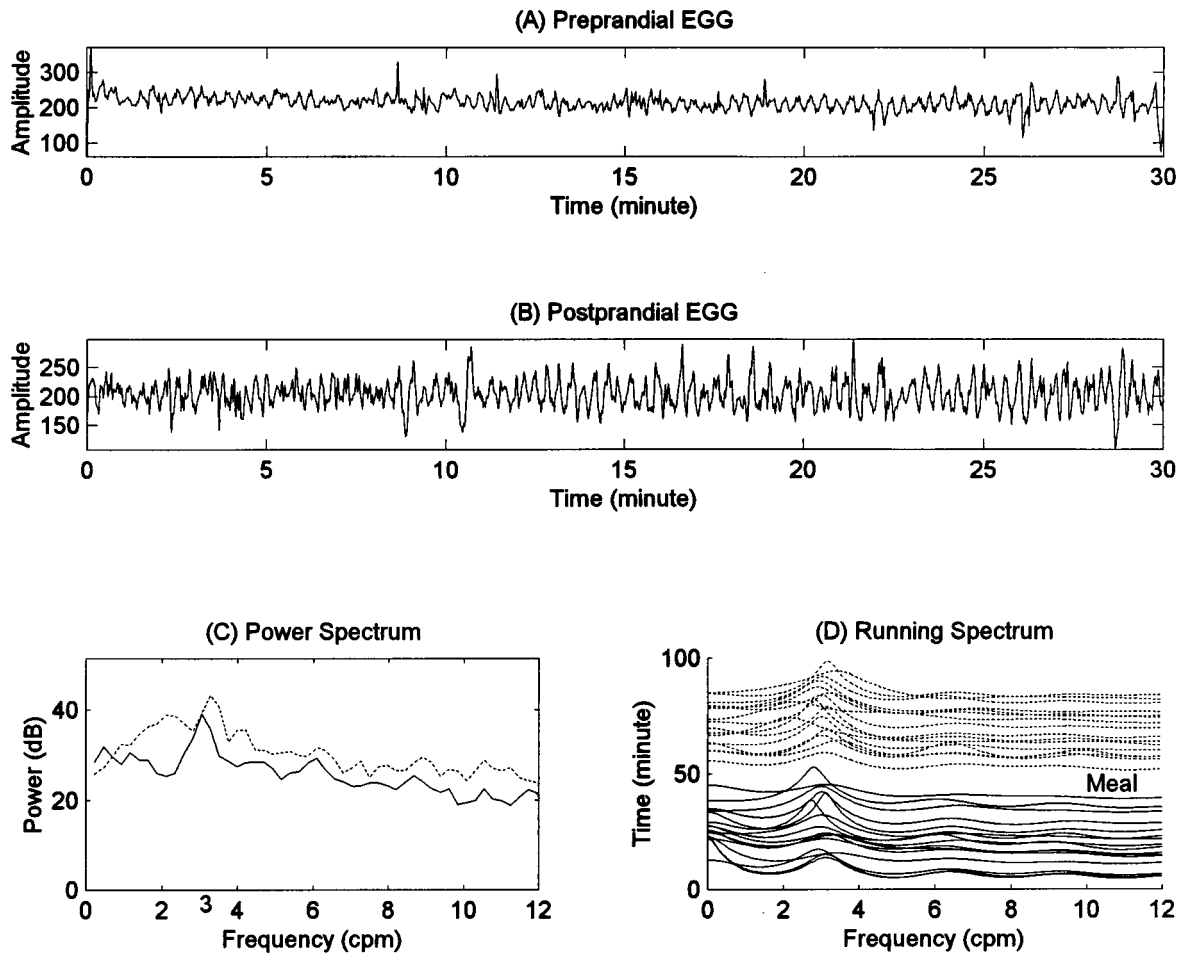 (A) Preprandial EGG
Amplitude
300
200
100
0 5 10 15 20 25 30
Time (minute)
(B) Postprandial EGG
Amplitude
250
200
150
0 5 10 15 20 25 30
Time (minute)
(C) Power Spectrum
Power (dB)
40
20
0
0 2 3 4 6 8 10 12
Frequency (cpm)
(D) Running Spectrum
Time (minute)
100
50
0
Meal
0 2 4 6 8 10 12
Frequency (cpm)